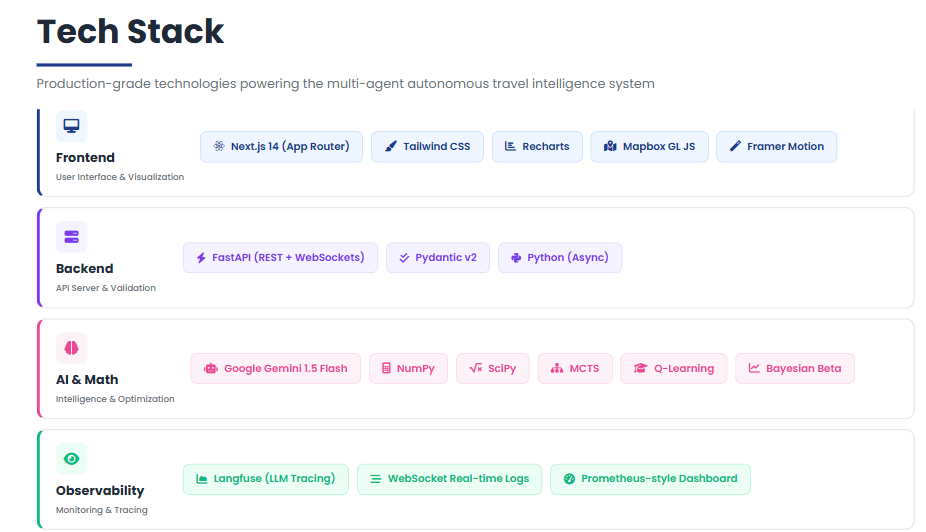 Tech Stack
Production-grade technologies powering the multi-agent autonomous travel intelligence system
Frontend
User Interface & Visualization
Next.js 14 (App Router)
Tailwind CSS
Recharts
Mapbox GL JS
Framer Motion
Backend
API Server & Validation
FastAPI (REST + WebSockets)
Pydantic v2
Python (Async)
AI & Math
Intelligence & Optimization
Google Gemini 1.5 Flash
NumPy
SciPy
MCTS
Q-Learning
Bayesian Beta
Observability
Monitoring & Tracing
Langfuse (LLM Tracing)
WebSocket Real-time Logs
Prometheus-style Dashboard